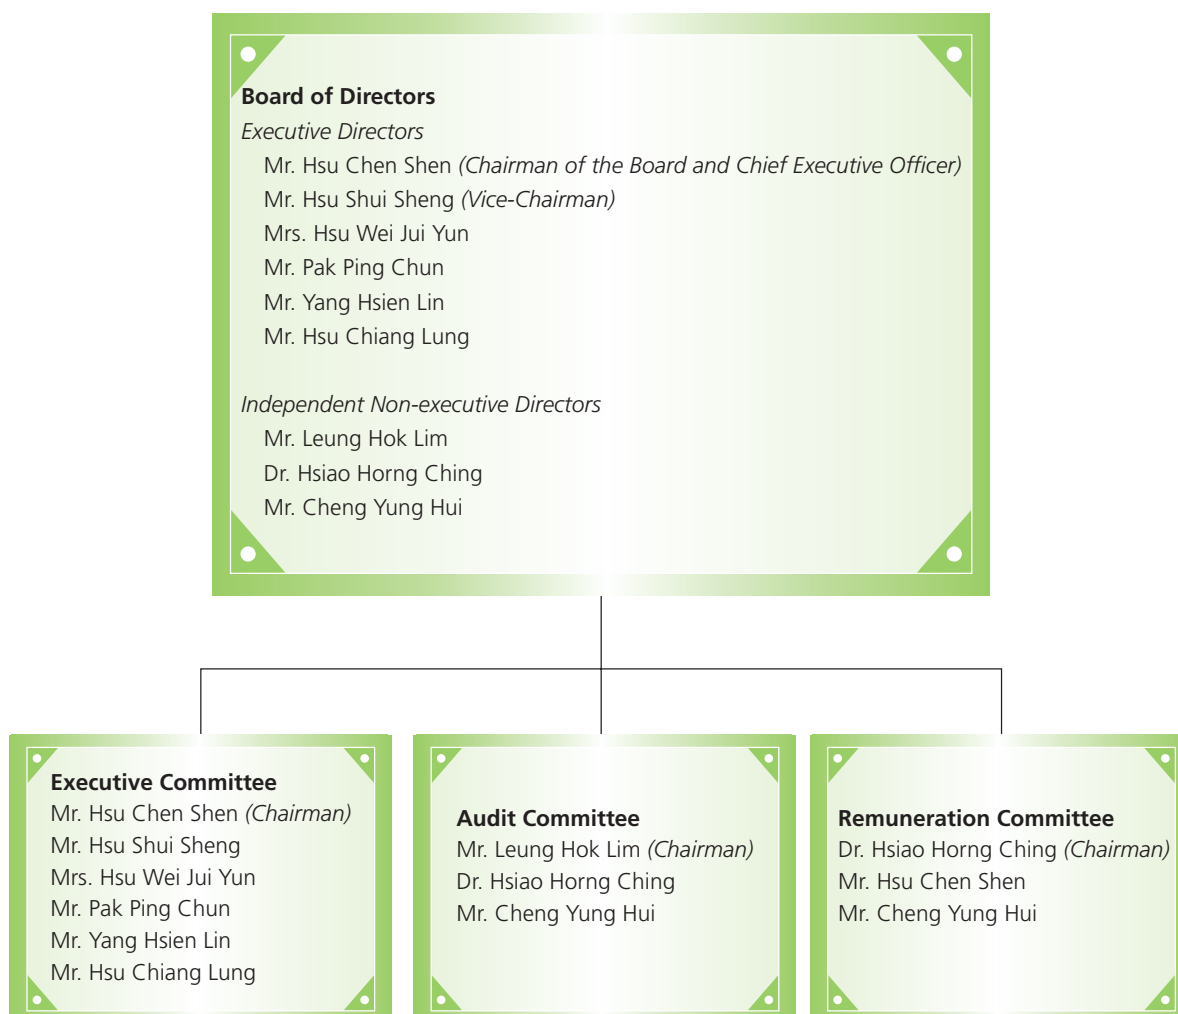 Board of Directors
Executive Directors
Mr. Hsu Chen Shen (Chairman of the Board and Chief Executive Officer)
Mr. Hsu Shui Sheng (Vice-Chairman)
Mrs. Hsu Wei Jui Yun
Mr. Pak Ping Chun
Mr. Yang Hsien Lin
Mr. Hsu Chiang Lung
Independent Non-executive Directors
Mr. Leung Hok Lim
Dr. Hsiao Horng Ching
Mr. Cheng Yung Hui
Executive Committee
Mr. Hsu Chen Shen (Chairman)
Mr. Hsu Shui Sheng
Mrs. Hsu Wei Jui Yun
Mr. Pak Ping Chun
Mr. Yang Hsien Lin
Mr. Hsu Chiang Lung
Audit Committee
Mr. Leung Hok Lim (Chairman)
Dr. Hsiao Horng Ching
Mr. Cheng Yung Hui
Remuneration Committee
Dr. Hsiao Horng Ching (Chairman)
Mr. Hsu Chen Shen
Mr. Cheng Yung Hui